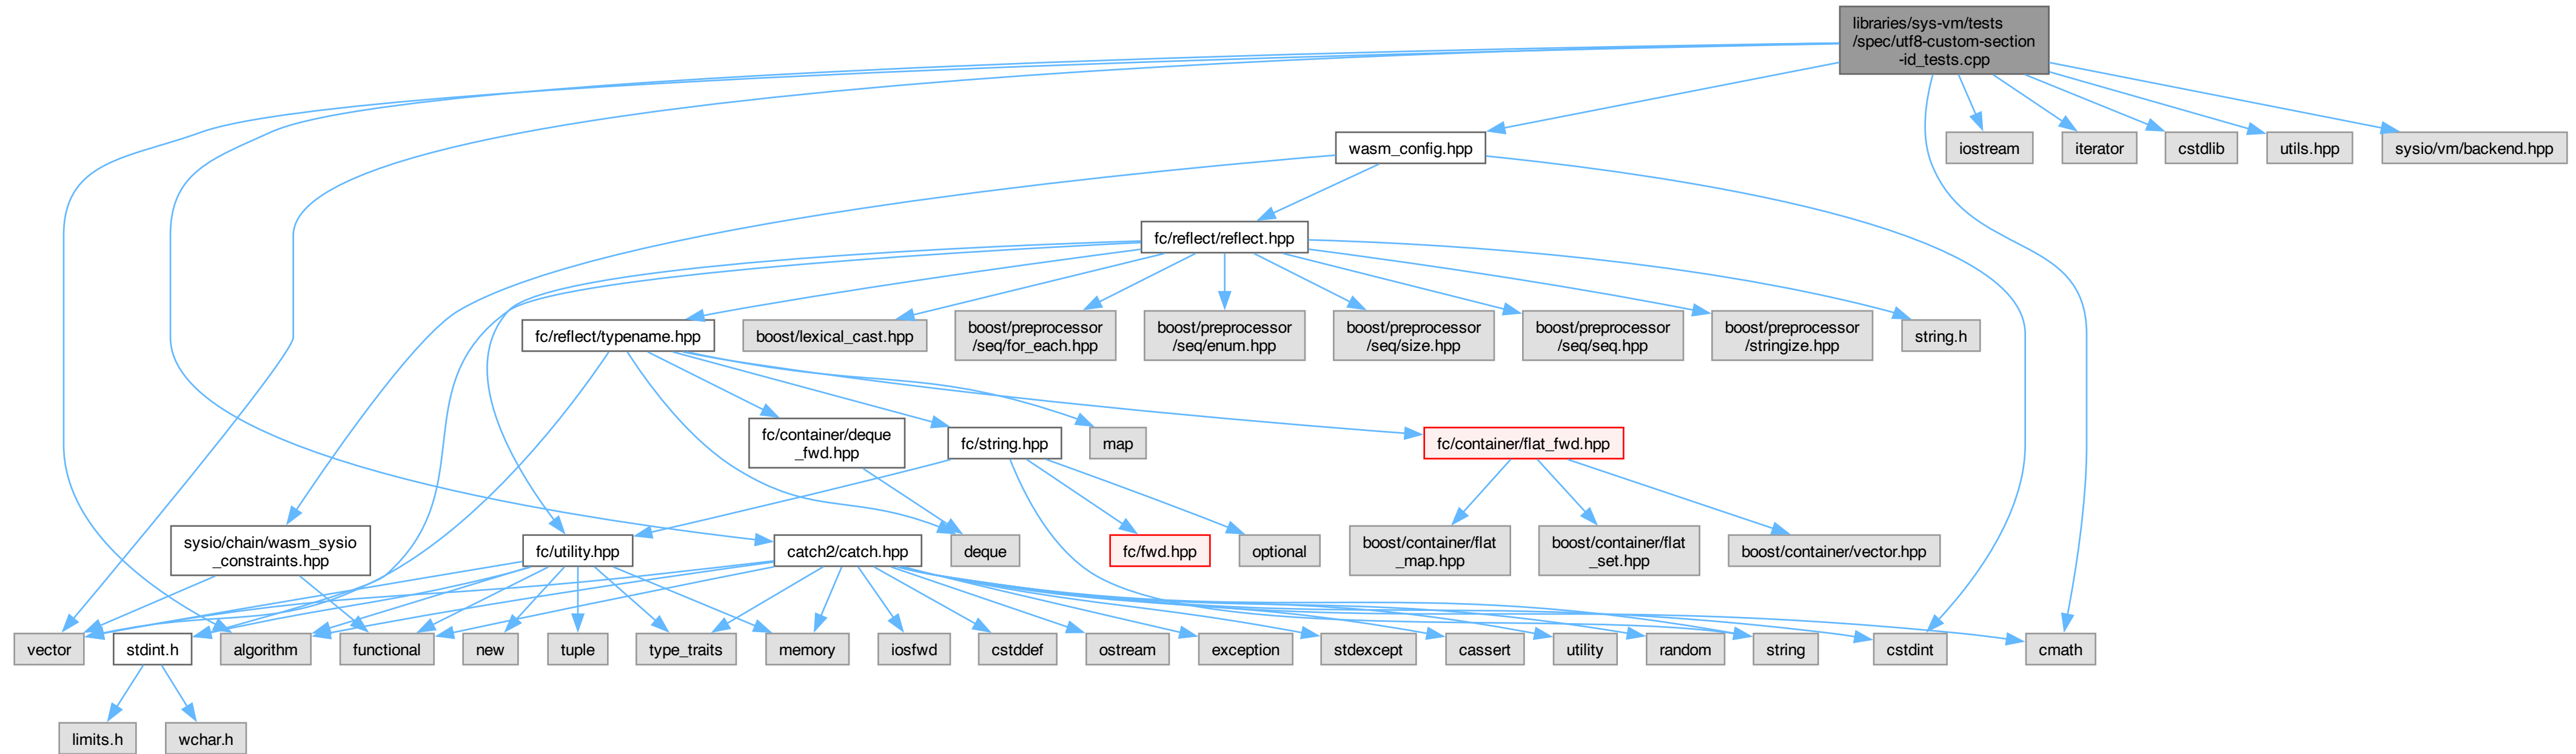 libraries/sys-vm/tests
/spec/utf8-custom-section
-id_tests.cpp
wasm_config.hpp
iostream
iterator
cstdlib
utils.hpp
sysio/vm/backend.hpp
fc/reflect/reflect.hpp
fc/reflect/typename.hpp
boost/lexical_cast.hpp
boost/preprocessor
/seq/for_each.hpp
boost/preprocessor
/seq/enum.hpp
boost/preprocessor
/seq/size.hpp
boost/preprocessor
/seq/seq.hpp
boost/preprocessor
/stringize.hpp
string.h
fc/container/deque
_fwd.hpp
fc/string.hpp
map
fc/container/flat_fwd.hpp
sysio/chain/wasm_sysio
_constraints.hpp
fc/utility.hpp
catch2/catch.hpp
deque
fc/fwd.hpp
optional
boost/container/flat
_map.hpp
boost/container/flat
_set.hpp
boost/container/vector.hpp
vector
stdint.h
algorithm
functional
new
tuple
type_traits
memory
iosfwd
cstddef
ostream
exception
stdexcept
cassert
utility
random
string
cstdint
cmath
limits.h
wchar.h